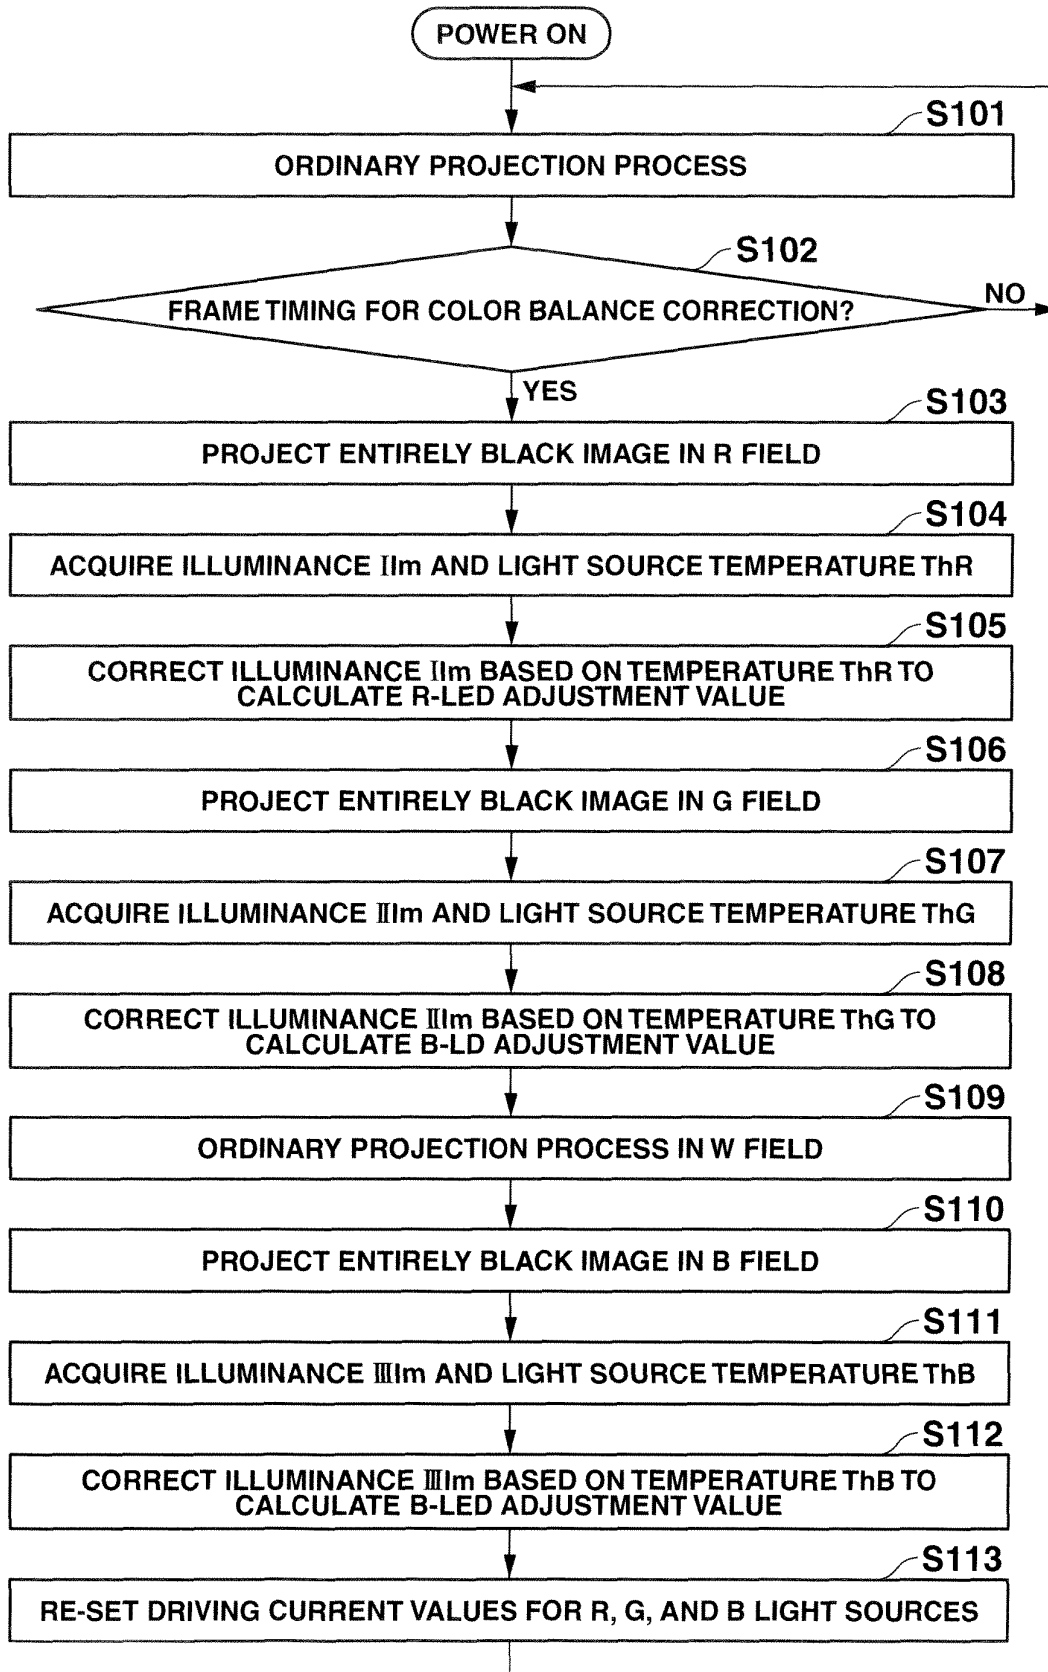 POWER ON
S101
ORDINARY PROJECTION PROCESS
S102
FRAME TIMING FOR COLOR BALANCE CORRECTION?
NO
YES
S103
PROJECT ENTIRELY BLACK IMAGE IN R FIELD
S104
ACQUIRE ILLUMINANCE Ⅰlm AND LIGHT SOURCE TEMPERATURE ThR
S105
CORRECT ILLUMINANCE Ⅰlm BASED ON TEMPERATURE ThR TO
CALCULATE R-LED ADJUSTMENT VALUE
S106
PROJECT ENTIRELY BLACK IMAGE IN G FIELD
S107
ACQUIRE ILLUMINANCE Ⅱlm AND LIGHT SOURCE TEMPERATURE ThG
S108
CORRECT ILLUMINANCE Ⅱlm BASED ON TEMPERATURE ThG TO
CALCULATE B-LD ADJUSTMENT VALUE
S109
ORDINARY PROJECTION PROCESS IN W FIELD
S110
PROJECT ENTIRELY BLACK IMAGE IN B FIELD
S111
ACQUIRE ILLUMINANCE Ⅲlm AND LIGHT SOURCE TEMPERATURE ThB
S112
CORRECT ILLUMINANCE Ⅲlm BASED ON TEMPERATURE ThB TO
CALCULATE B-LED ADJUSTMENT VALUE
S113
RE-SET DRIVING CURRENT VALUES FOR R, G, AND B LIGHT SOURCES